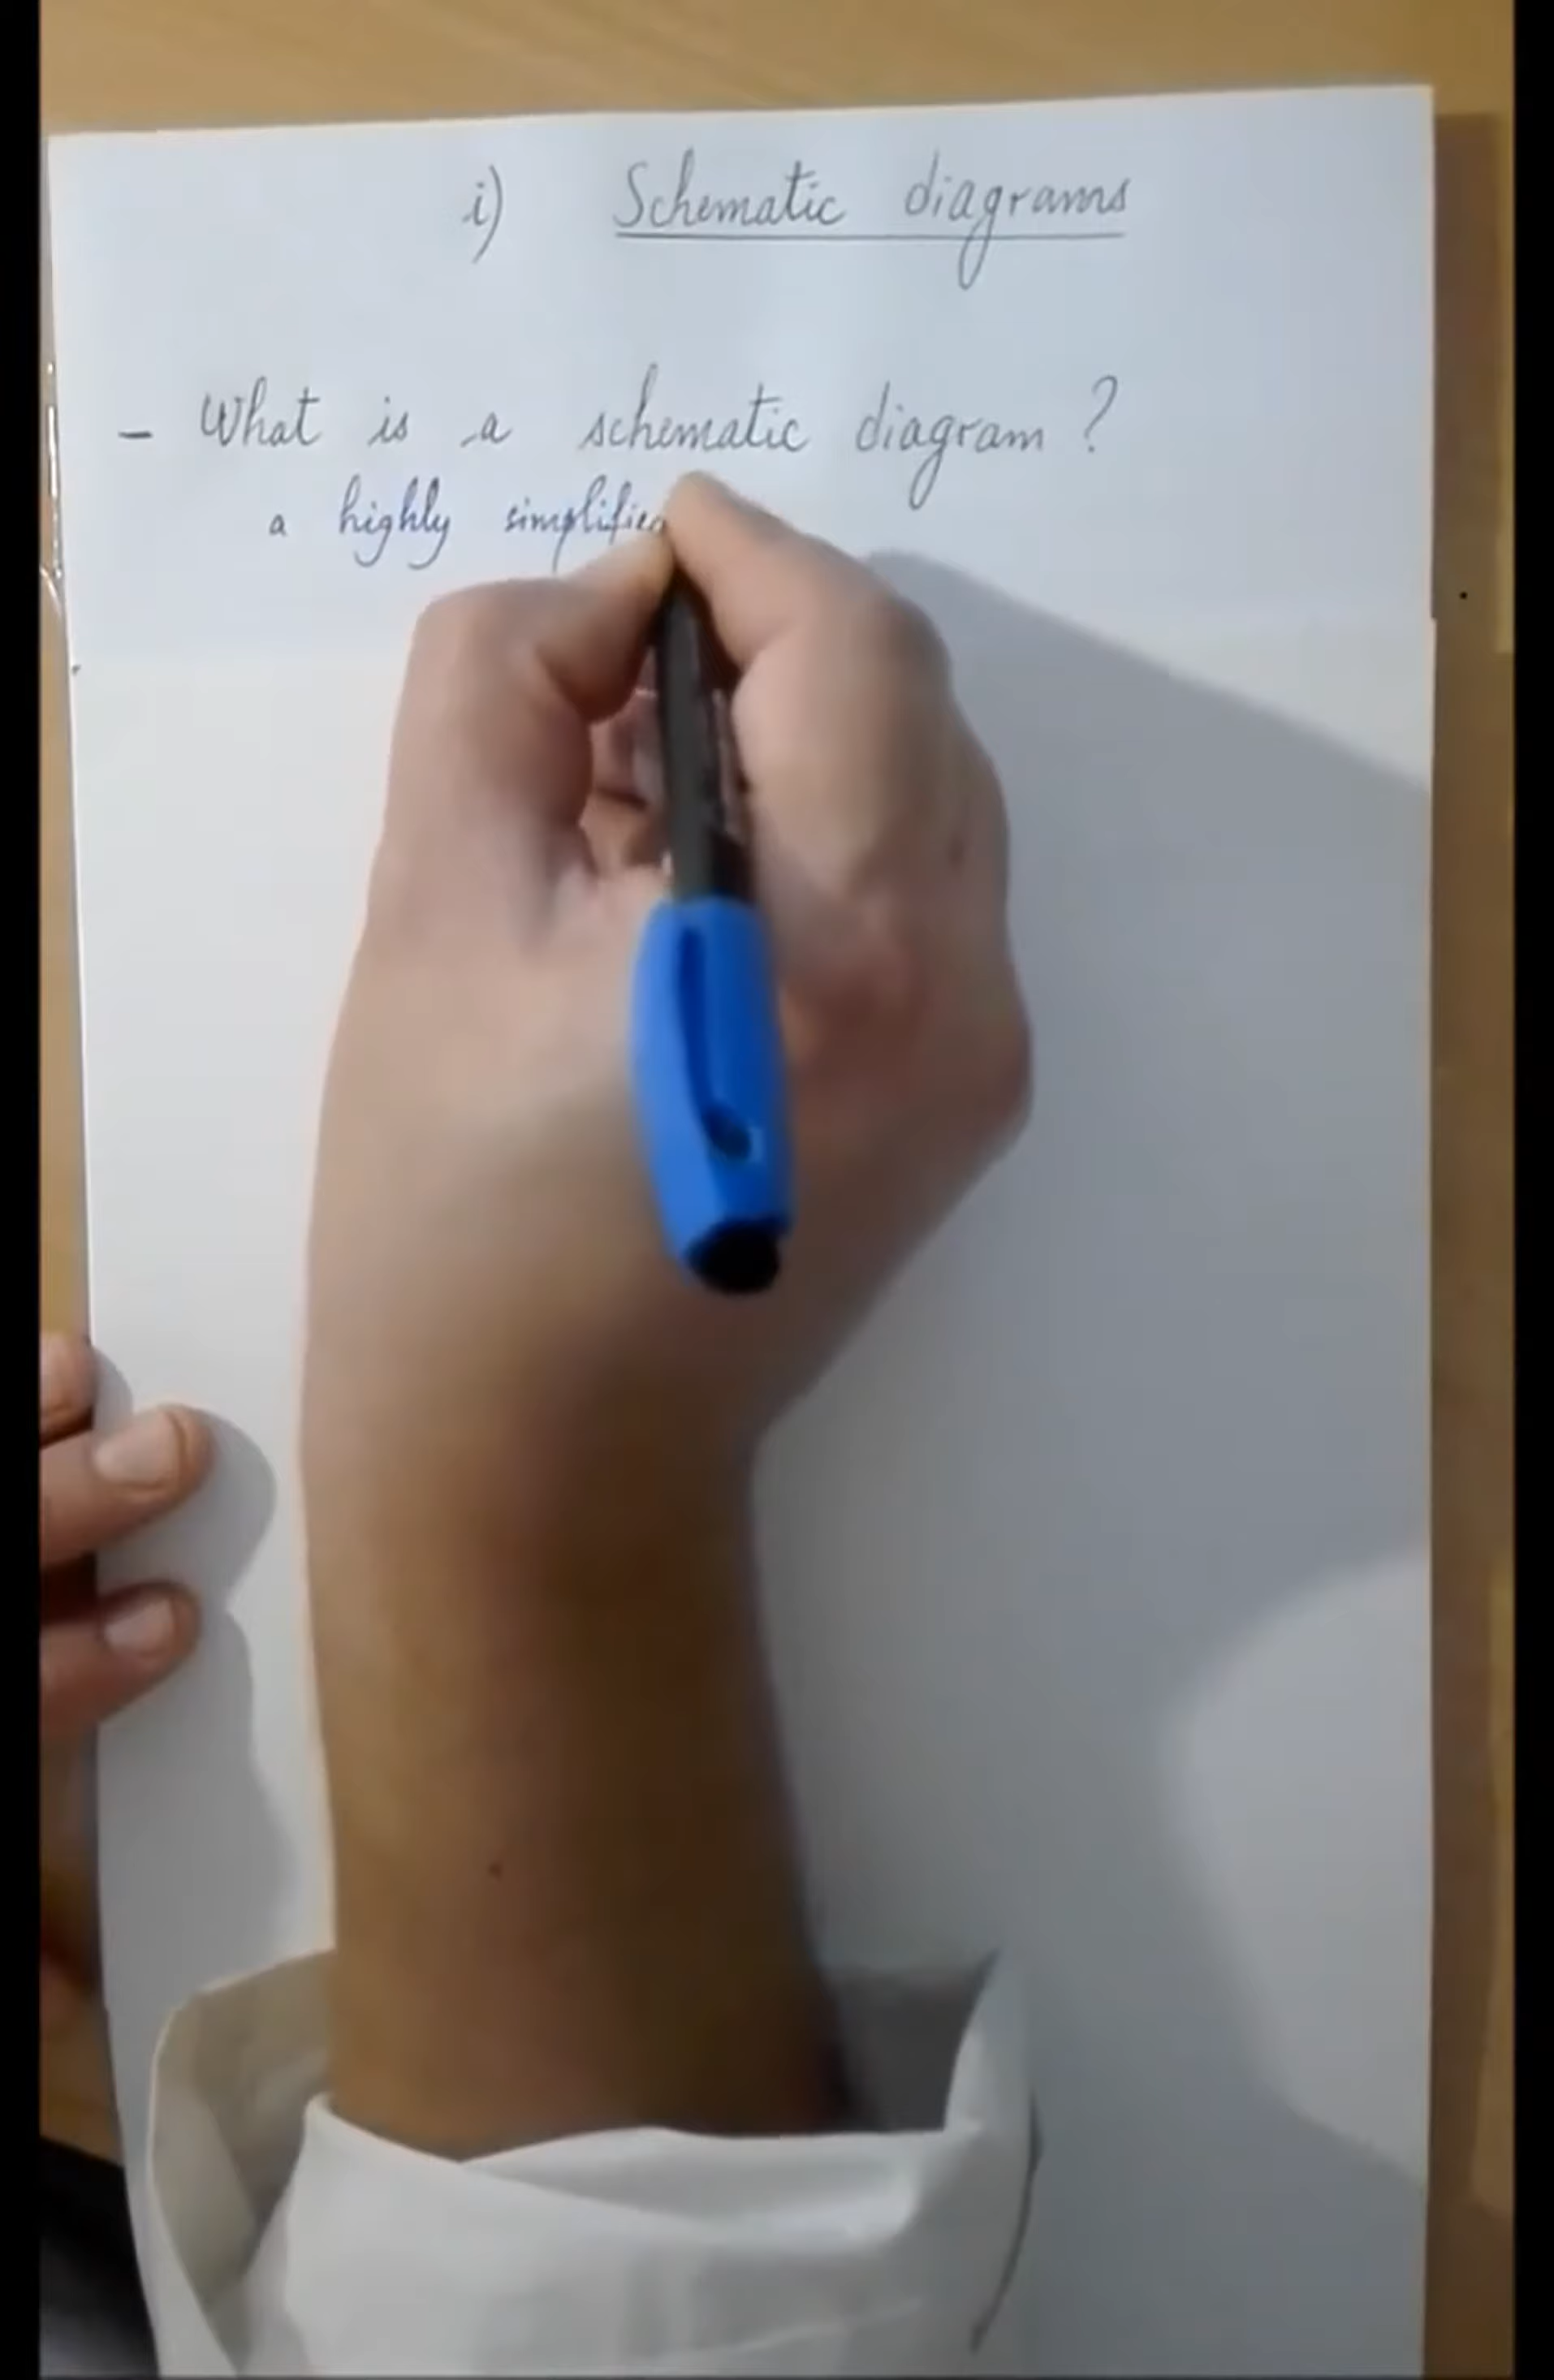 i) Schematic diagrams
- What is a schematic diagram ?
a highly